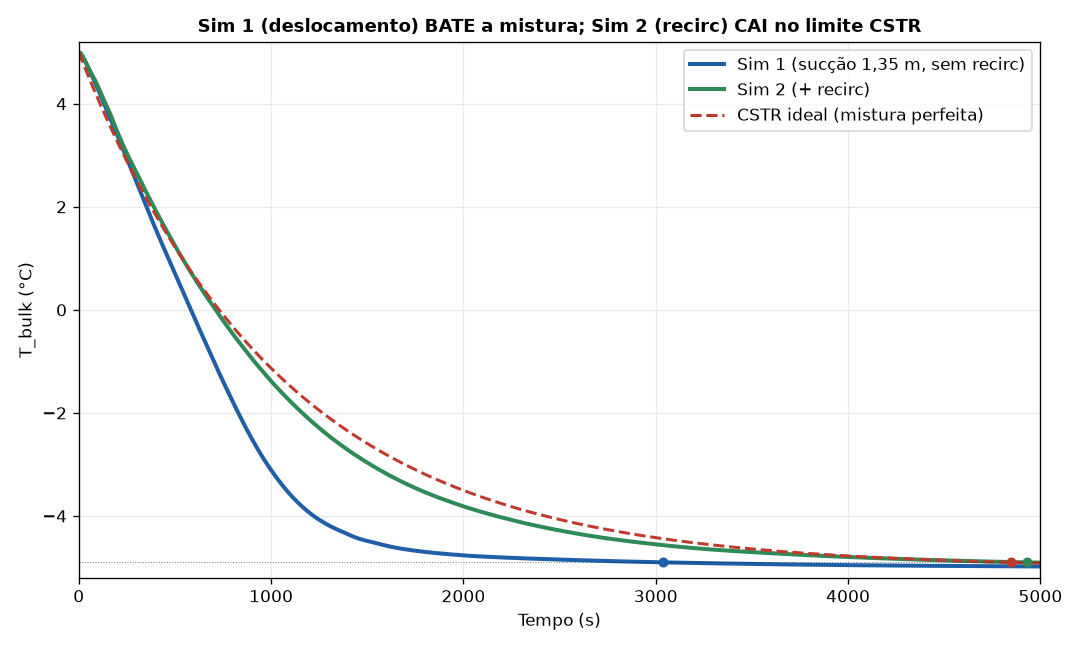 Sim 1 (deslocamento) BATE a mistura; Sim 2 (recirc) CAI no limite CSTR
Sim 1 (sucção 1,35 m, sem recirc)
Sim 2 (+ recirc)
CSTR ideal (mistura perfeita)
T_bulk (°C)
4
2
0
−2
−4
0
1000
2000
3000
4000
5000
Tempo (s)